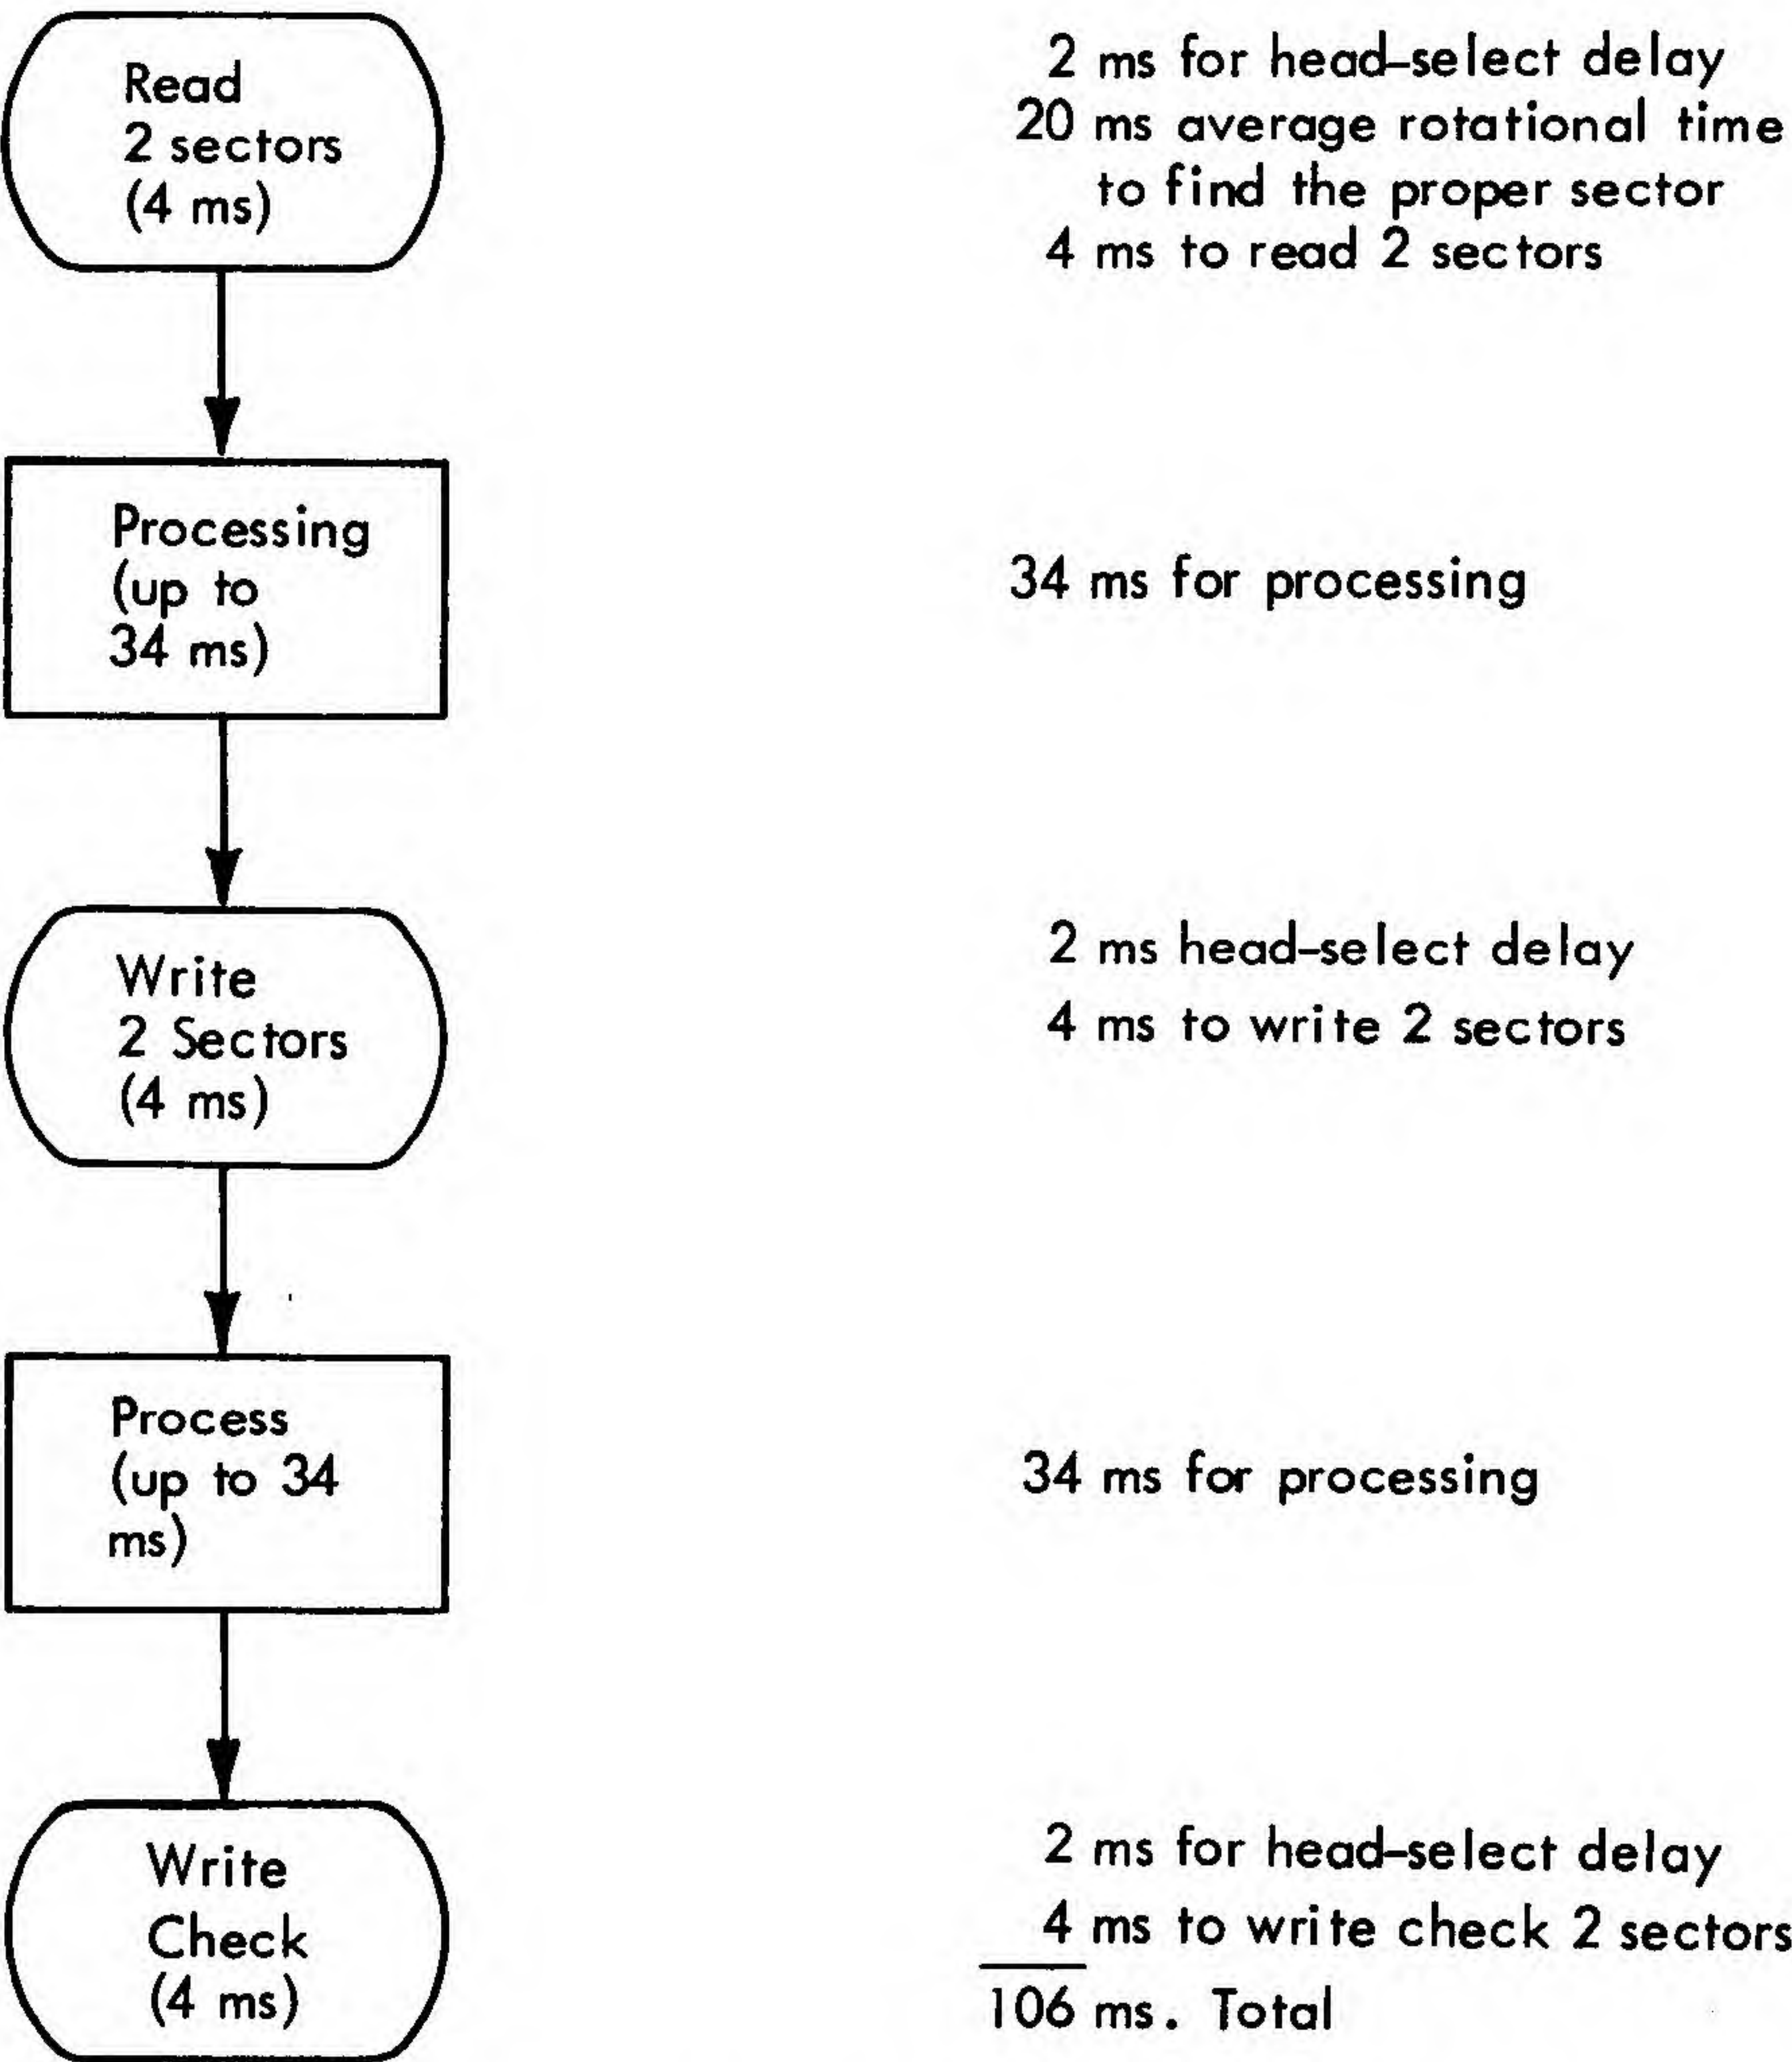 Read
2 sectors
(4 ms)
2 ms for head-select delay
20 ms average rotational time
to find the proper sector
4 ms to read 2 sectors
Processing
(up to
34 ms)
34 ms for processing
Write
2 Sectors
(4 ms)
2 ms head-select delay
4 ms to write 2 sectors
Process
(up to 34
ms)
34 ms for processing
Write
Check
(4 ms)
2 ms for head-select delay
4 ms to write check 2 sectors
106 ms. Total